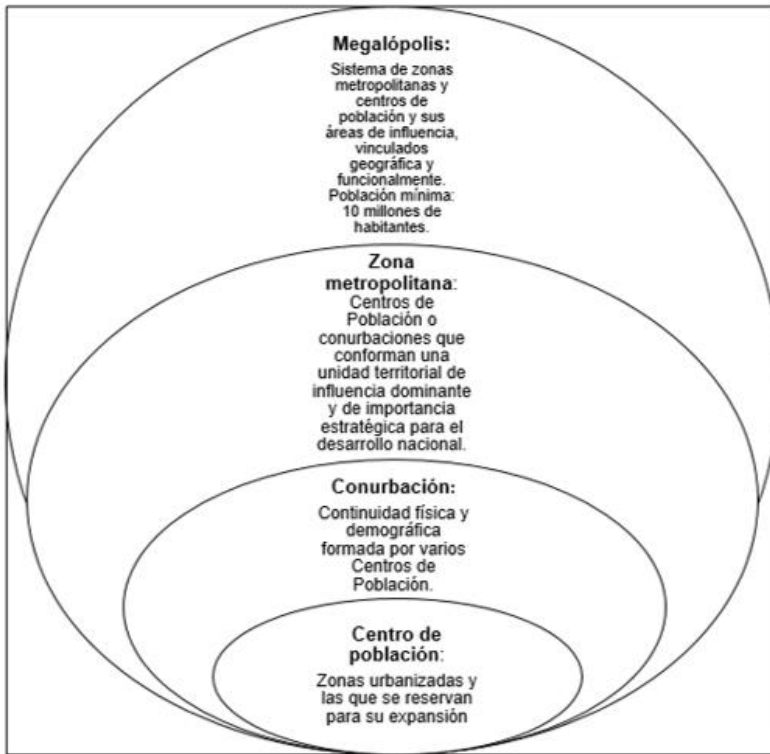 Megalópolis:
Sistema de zonas
metropolitanas y
centros de
población y sus
áreas de influencia,
vinculados
geográfica y
funcionalmente.
Población mínima:
10 millones de
habitantes.
Zona
metropolitana:
Centros de
Población o
conurbaciones que
conforman una
unidad territorial de
influencia dominante
y de importancia
estratégica para el
desarrollo nacional.
Conurbación:
Continuidad física y
demográfica
formada por varios
Centros de
Población.
Centro de
población:
Zonas urbanizadas y
las que se reservan
para su expansión